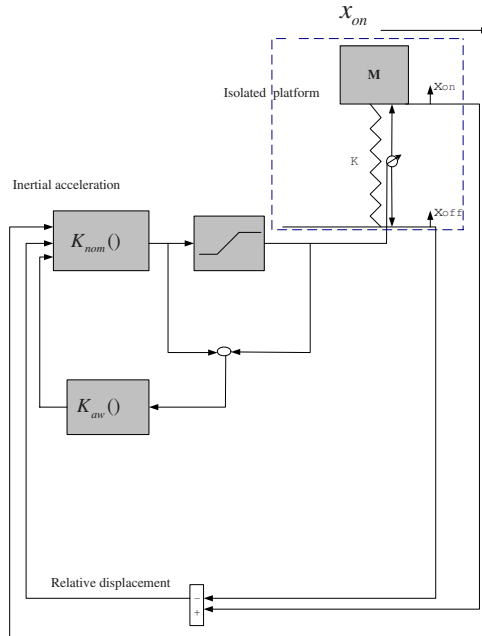 x_on
M
Isolated platform
Xon
K
Inertial acceleration
Xoff
K_nom()
K_aw()
Relative displacement
−
+